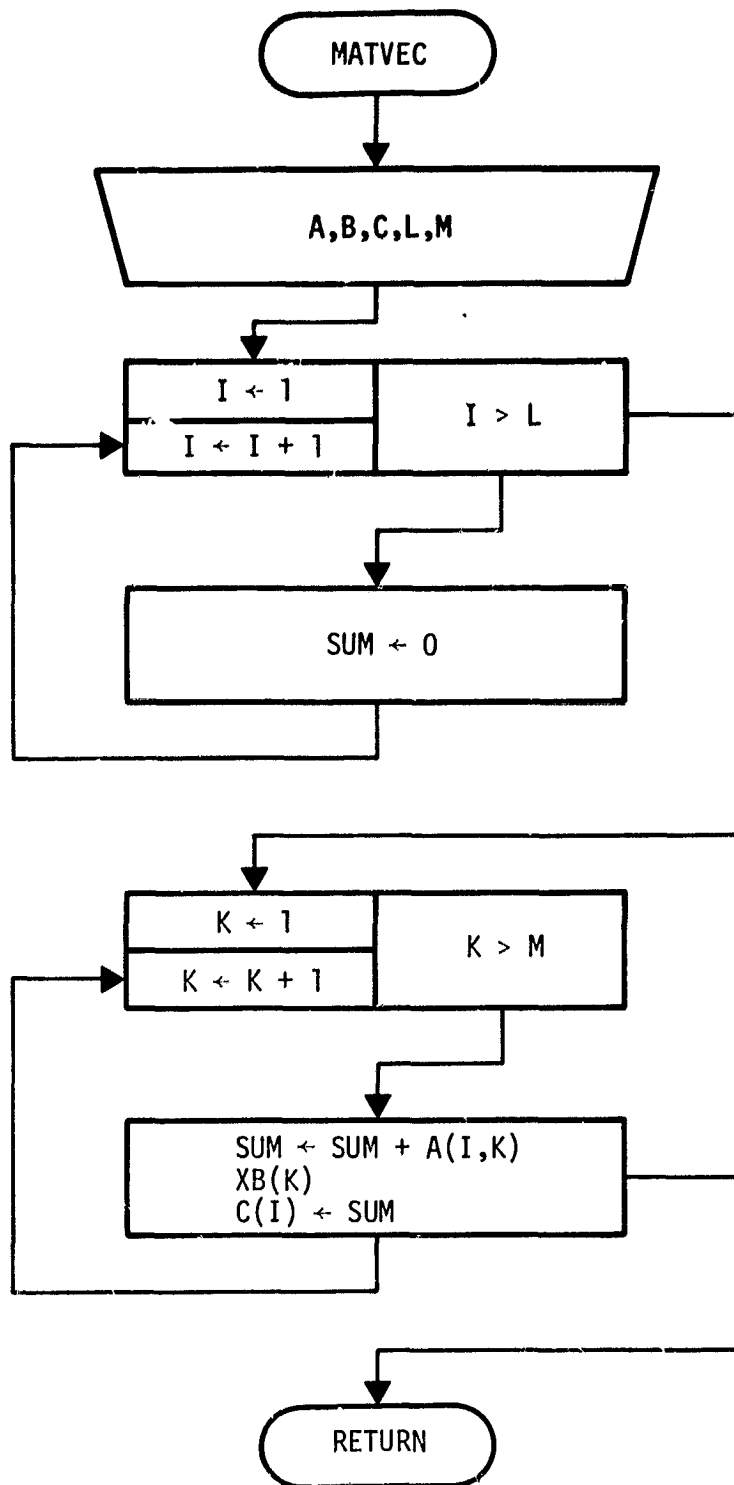 MATVEC
A,B,C,L,M
I ← 1
I > L
I ← I + 1
SUM ← 0
K ← 1
K > M
K ← K + 1
SUM ← SUM + A(I,K)
XB(K)
C(I) ← SUM
RETURN